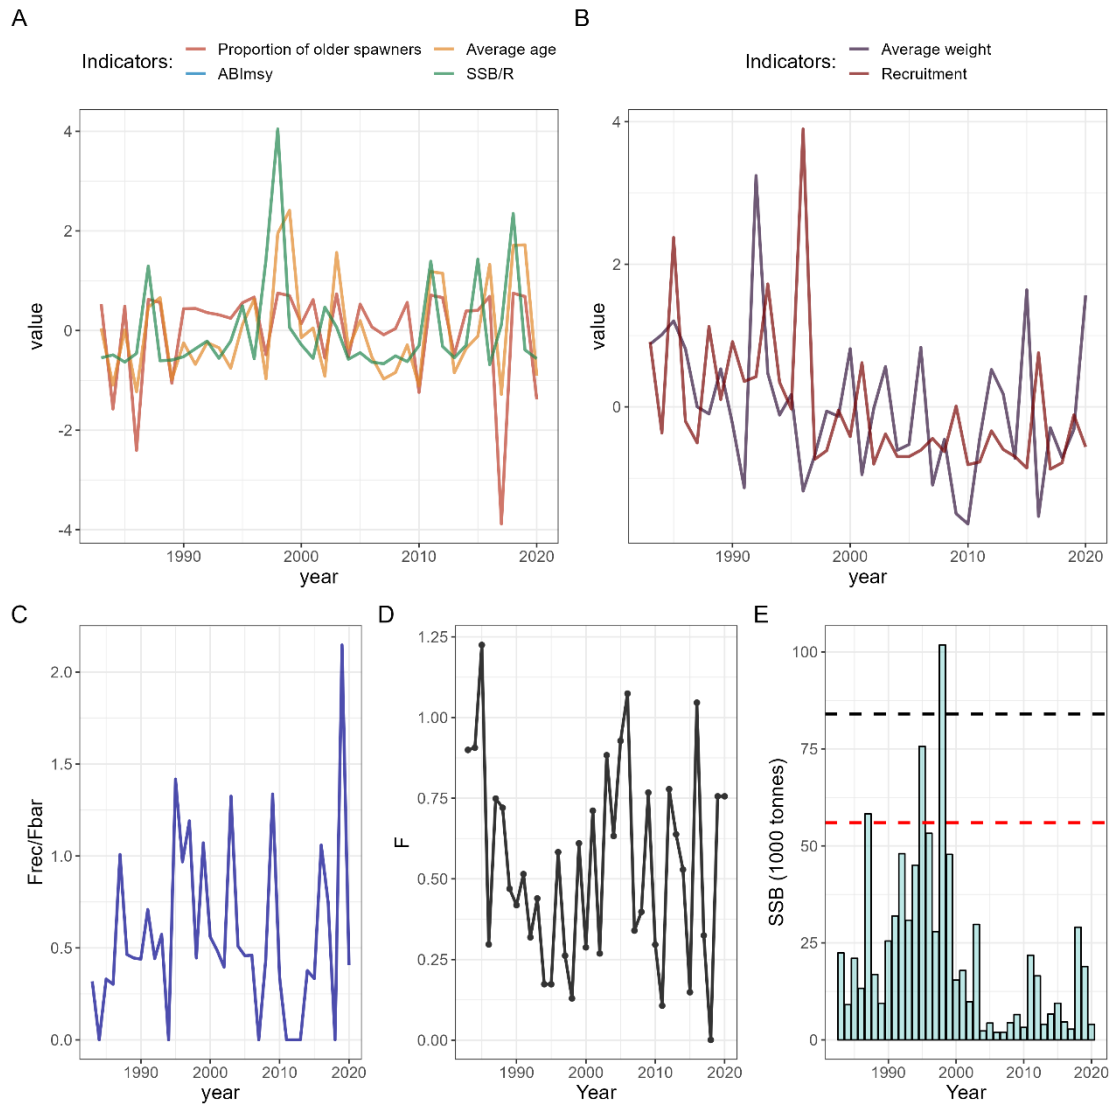 A
Indicators:
Proportion of older spawners
Average age
ABImsy
SSB/R
value
4
2
0
-2
-4
1990
2000
2010
2020
year
B
Indicators:
Average weight
Recruitment
value
4
2
0
1990
2000
2010
2020
year
C
Frec/Fbar
2.0
1.5
1.0
0.5
0.0
1990
2000
2010
2020
year
D
F
1.25
1.00
0.75
0.50
0.25
0.00
1990
2000
2010
2020
Year
E
SSB (1000 tonnes)
100
75
50
25
0
1990
2000
2010
2020
Year